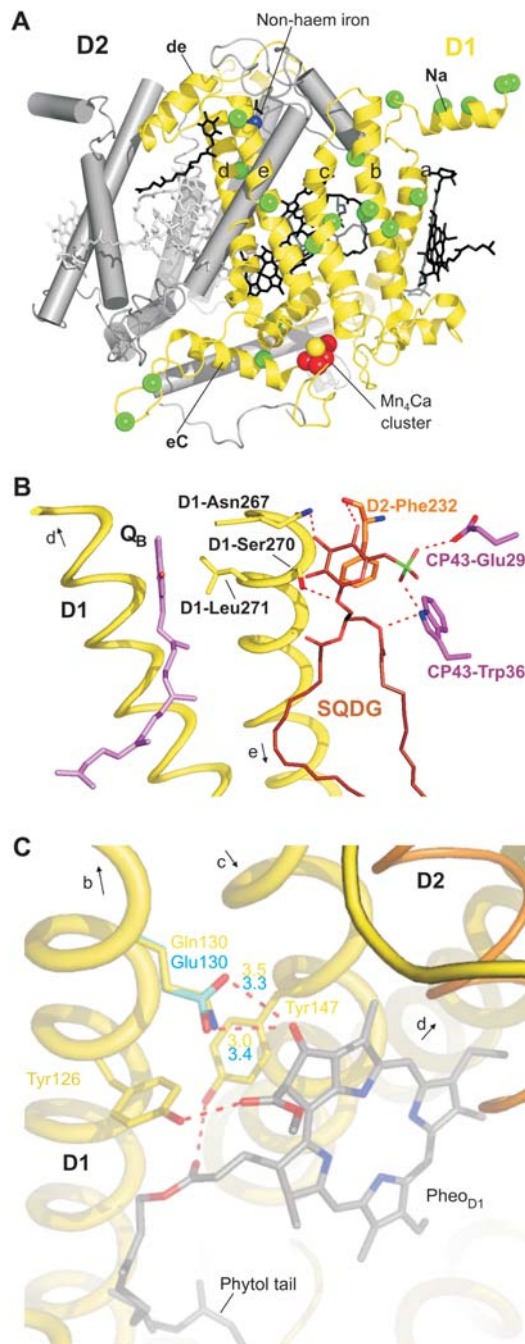 A
D2
de
Non-haem iron
D1
Na
d
e
c
b
a
eC
Mn4Ca
cluster
B
d
QB
D1
D1-Asn267
D1-Ser270
D1-Leu271
D2-Phe232
CP43-Glu29
CP43-Trp36
SQDG
e
C
b
c
D2
Gln130
Glu130
3.5
3.3
Tyr147
3.0
3.4
d
Tyr126
D1
PheoD1
Phytol tail